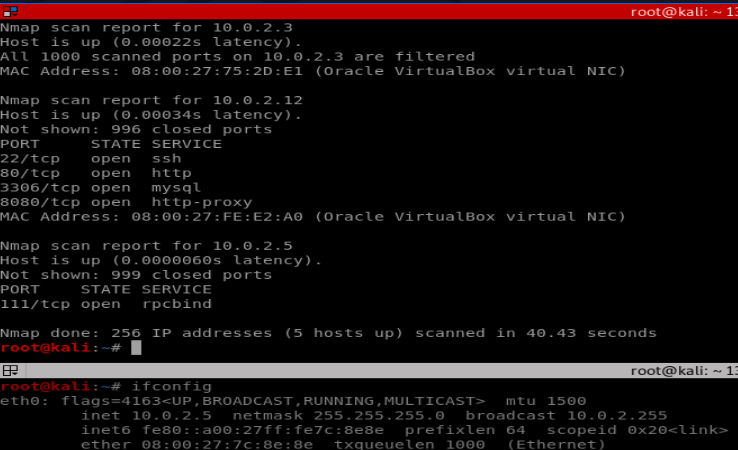 root@kali: ~ 13
Nmap scan report for 10.0.2.3
Host is up (0.00022s latency).
All 1000 scanned ports on 10.0.2.3 are filtered
MAC Address: 08:00:27:75:2D:E1 (Oracle VirtualBox virtual NIC)
Nmap scan report for 10.0.2.12
Host is up (0.00034s latency).
Not shown: 996 closed ports
PORT     STATE SERVICE
22/tcp   open  ssh
80/tcp   open  http
3306/tcp open  mysql
8080/tcp open  http-proxy
MAC Address: 08:00:27:FE:E2:A0 (Oracle VirtualBox virtual NIC)
Nmap scan report for 10.0.2.5
Host is up (0.0000060s latency).
Not shown: 999 closed ports
PORT    STATE SERVICE
111/tcp open  rpcbind
Nmap done: 256 IP addresses (5 hosts up) scanned in 40.43 seconds
root@kali:~#
root@kali: ~ 13
root@kali:~# ifconfig
eth0: flags=4163<UP,BROADCAST,RUNNING,MULTICAST>  mtu 1500
inet 10.0.2.5  netmask 255.255.255.0  broadcast 10.0.2.255
inet6 fe80::a00:27ff:fe7c:8e8e  prefixlen 64  scopeid 0x20<link>
ether 08:00:27:7c:8e:8e  txqueuelen 1000  (Ethernet)